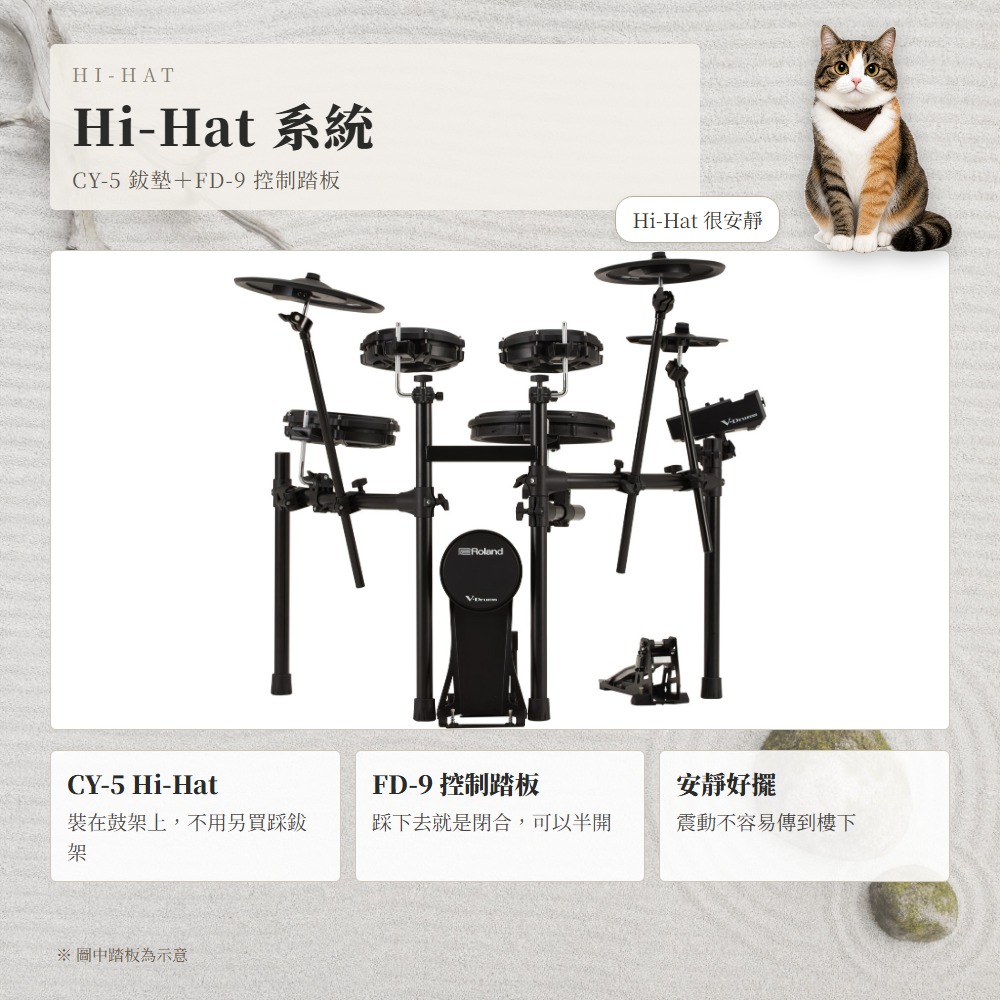 HI-HAT
Hi-Hat 系統
CY-5 鈸墊＋FD-9 控制踏板
Hi-Hat 很安靜
V-Drums
Roland
V-Drums
CY-5 Hi-Hat
裝在鼓架上，不用另買踩鈸
架
FD-9 控制踏板
踩下去就是閉合，可以半開
安靜好擺
震動不容易傳到樓下
※ 圖中踏板為示意